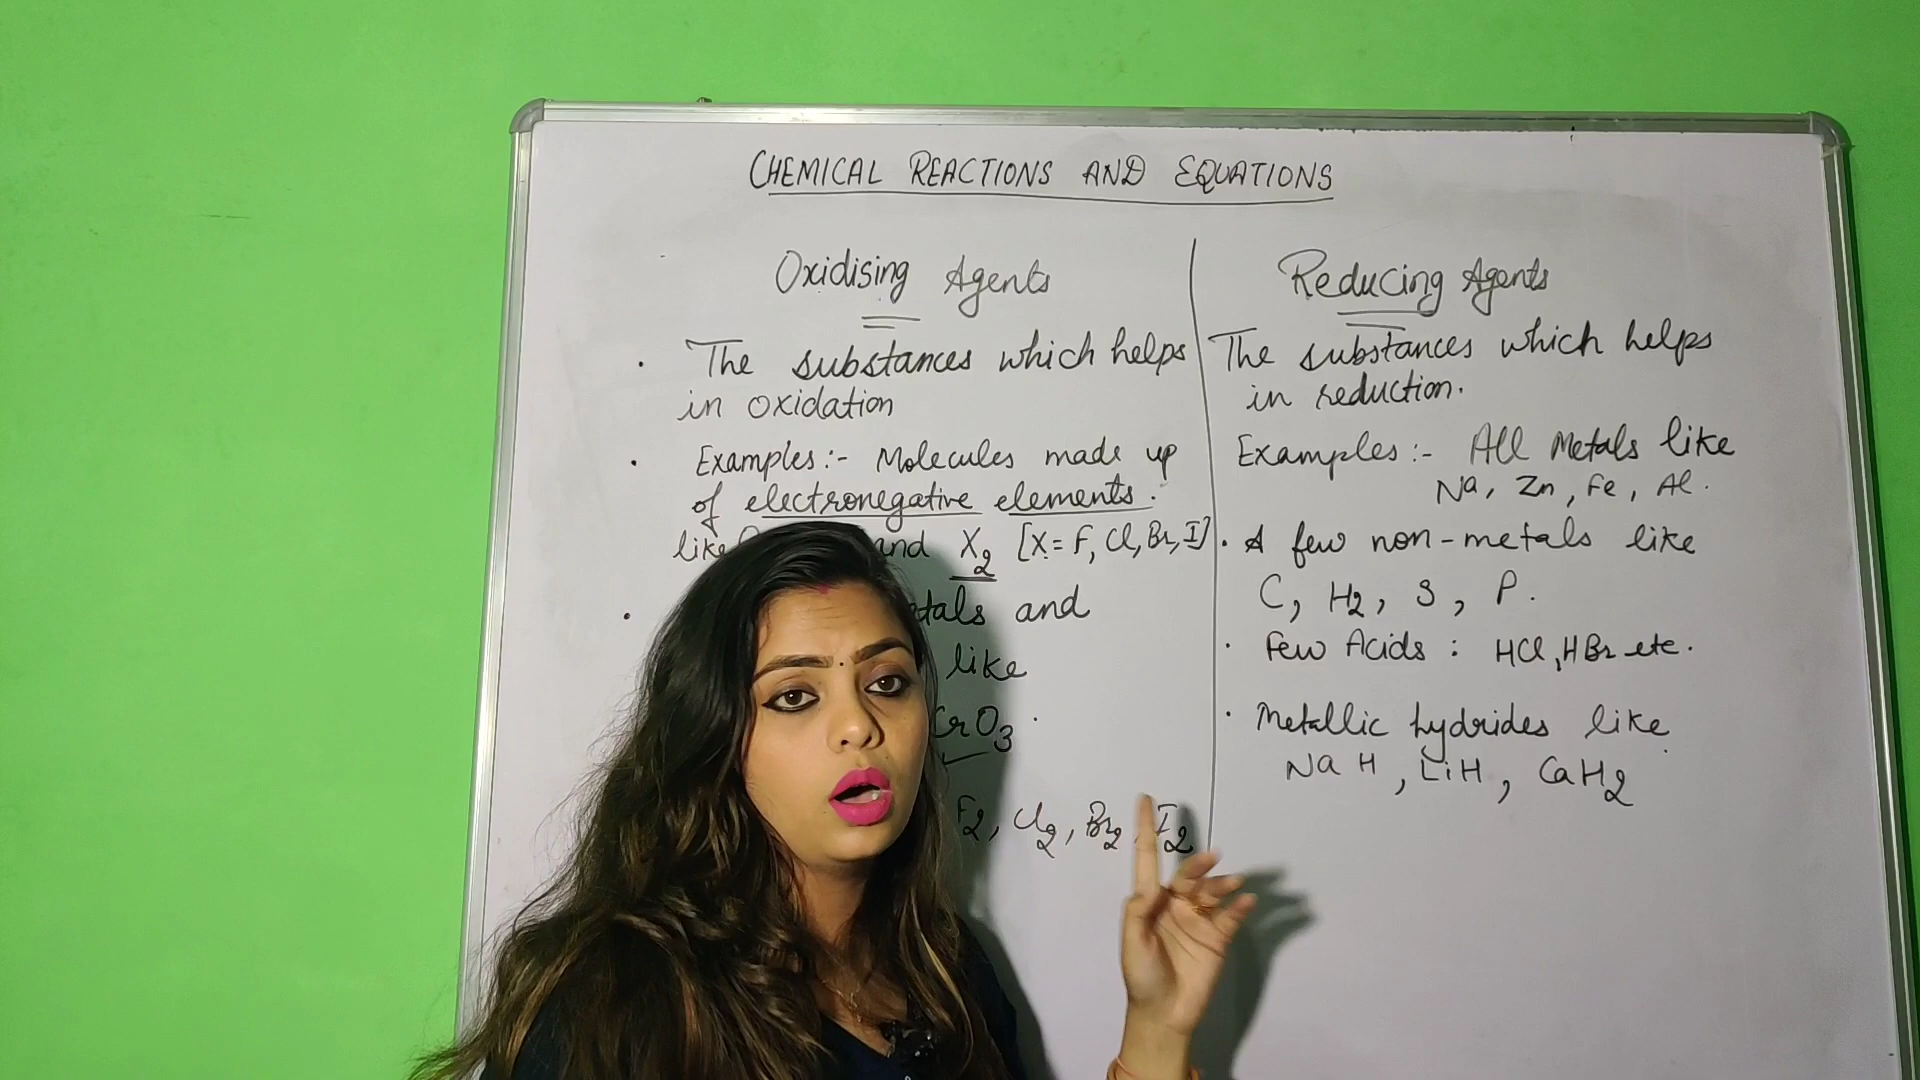 CHEMICAL REACTIONS AND EQUATIONS
Oxidising Agents
· The substances which helps
in oxidation
· Examples :- Molecules made up
of electronegative elements.
like and X2 [X = F, Cl, Br, I]
· and
like
CrO3 .
F2, Cl2, Br2, I2
Reducing Agents
The substances which helps
in reduction.
Examples :- All Metals like
Na, Zn, Fe, Al.
· A few non-metals like
C, H2, S, P.
· Few Acids : HCl, HBr etc.
· Metallic hydrides like
NaH, LiH, CaH2